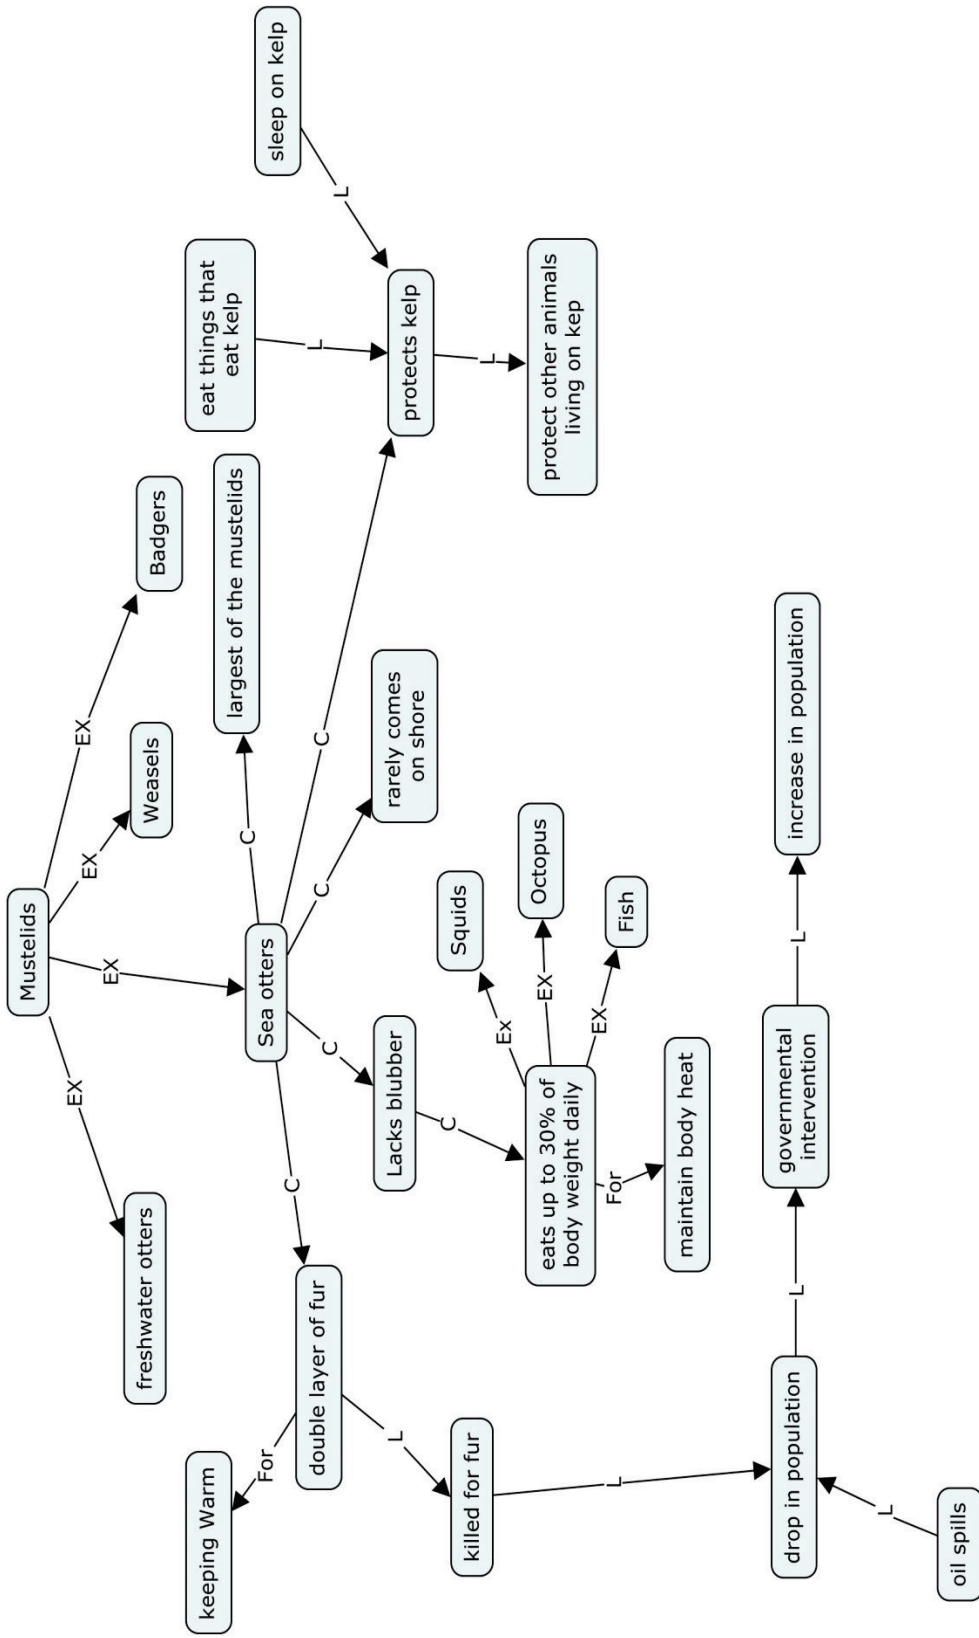 Mustelids
EX
EX
EX
EX
freshwater otters
Weasels
Badgers
Sea otters
C
C
C
C
C
largest of the mustelids
eat things that
eat kelp
sleep on kelp
L
L
keeping Warm
For
double layer of fur
Lacks blubber
rarely comes
on shore
protects kelp
L
C
L
killed for fur
eats up to 30% of
body weight daily
Ex
EX
EX
Squids
Octopus
Fish
protect other animals
living on kep
For
maintain body heat
L
drop in population
L
governmental
intervention
L
increase in population
L
oil spills